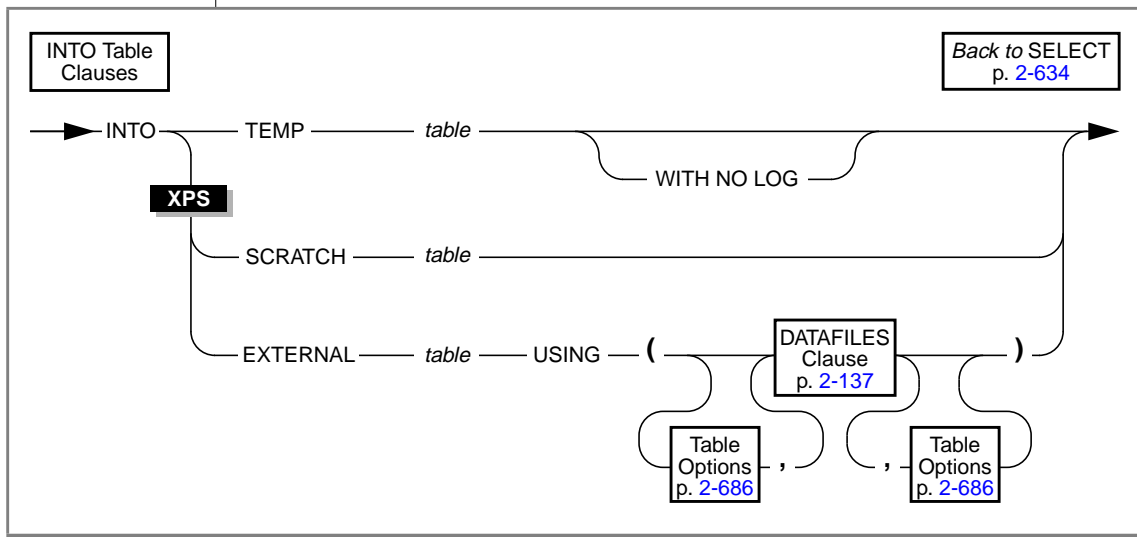 INTO Table
Clauses
Back to SELECT
p. 2-634
INTO TEMP table
WITH NO LOG
XPS
SCRATCH table
EXTERNAL table USING ( DATAFILES
Clause
p. 2-137 )
Table
Options
p. 2-686 ,
, Table
Options
p. 2-686